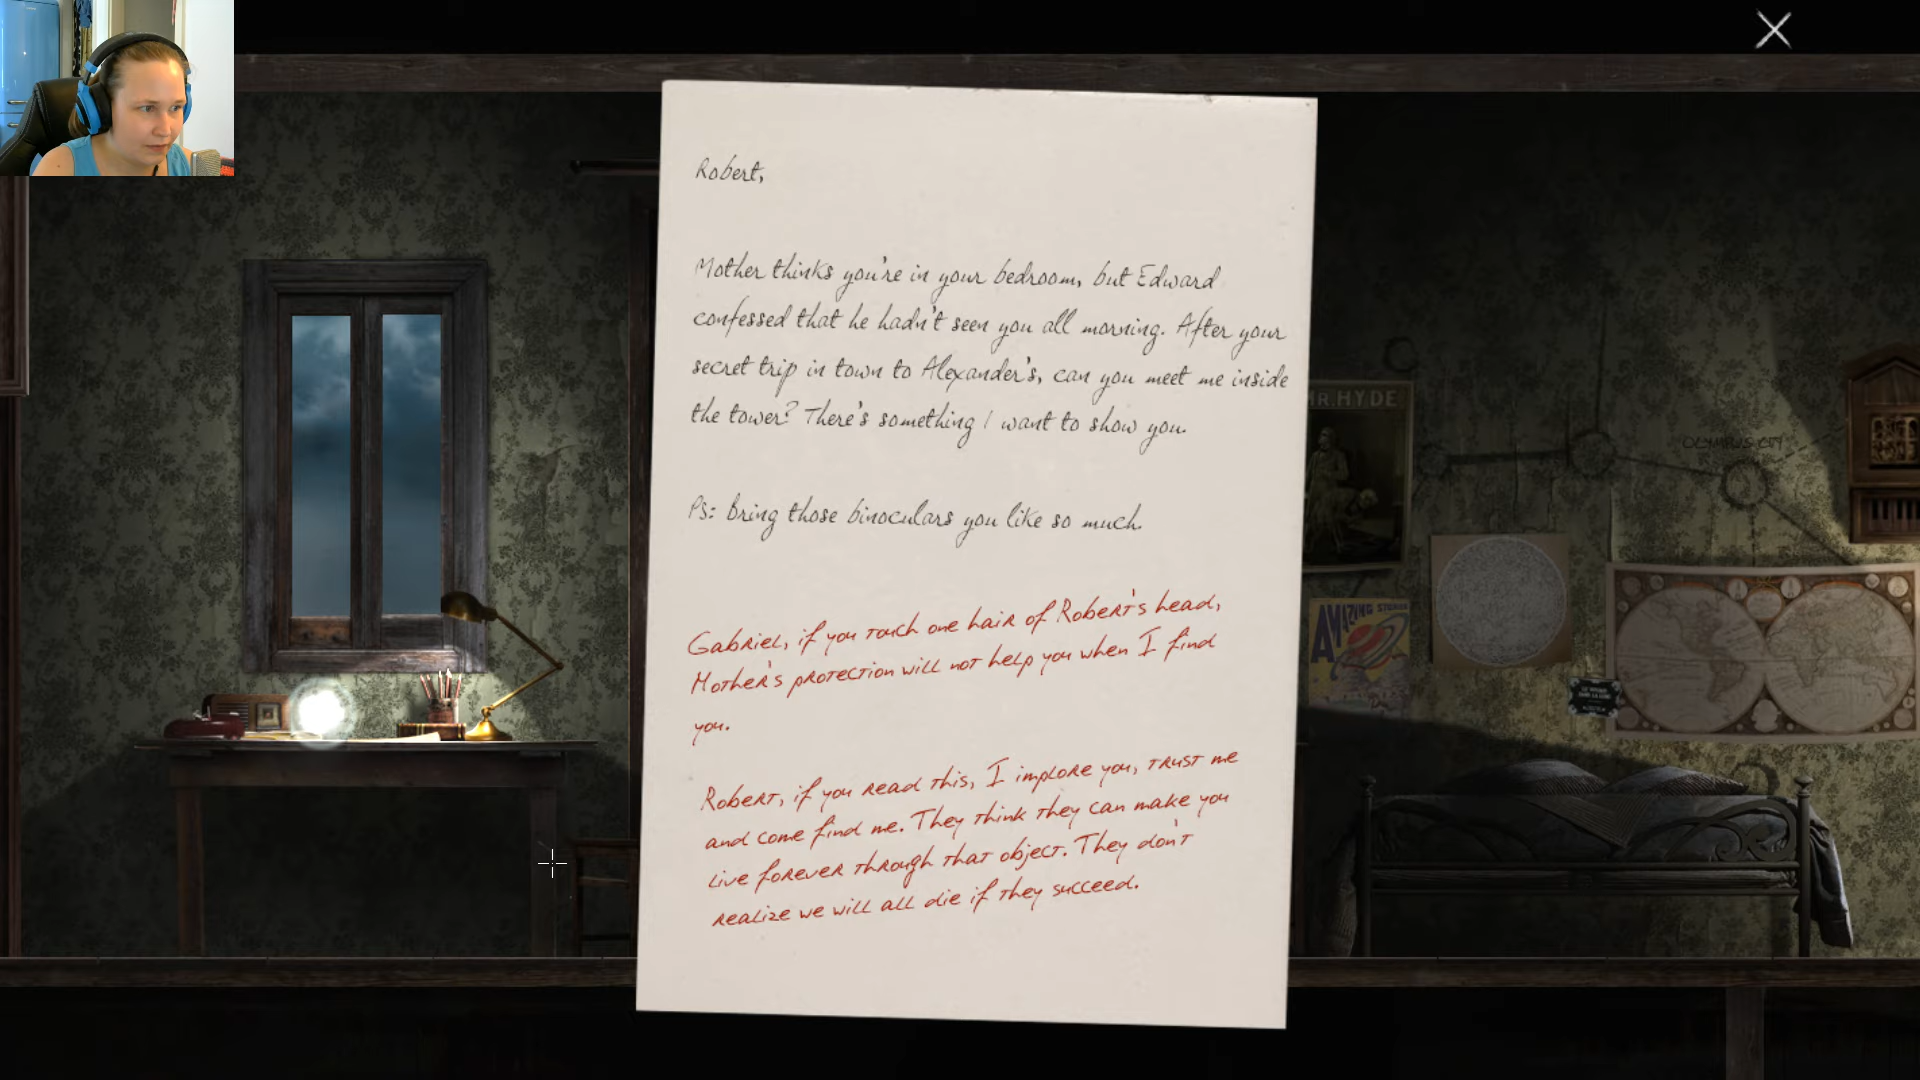 Robert,
Mother thinks you're in your bedroom, but Edward
confessed that he hadn't seen you all morning. After your
secret trip in town to Alexander's, can you meet me inside
the tower? There's something I want to show you.
Ps: Bring those binoculars you like so much.
Gabriel, if you touch one hair of Robert's head,
Mother's protection will not help you when I find
you.
Robert, if you read this, I implore you, trust me
and come find me. They think they can make you
live forever through that object. They don't
realize we will all die if they succeed.
MR. HYDE
OLYMPUS CITY
AMAZING STORIES